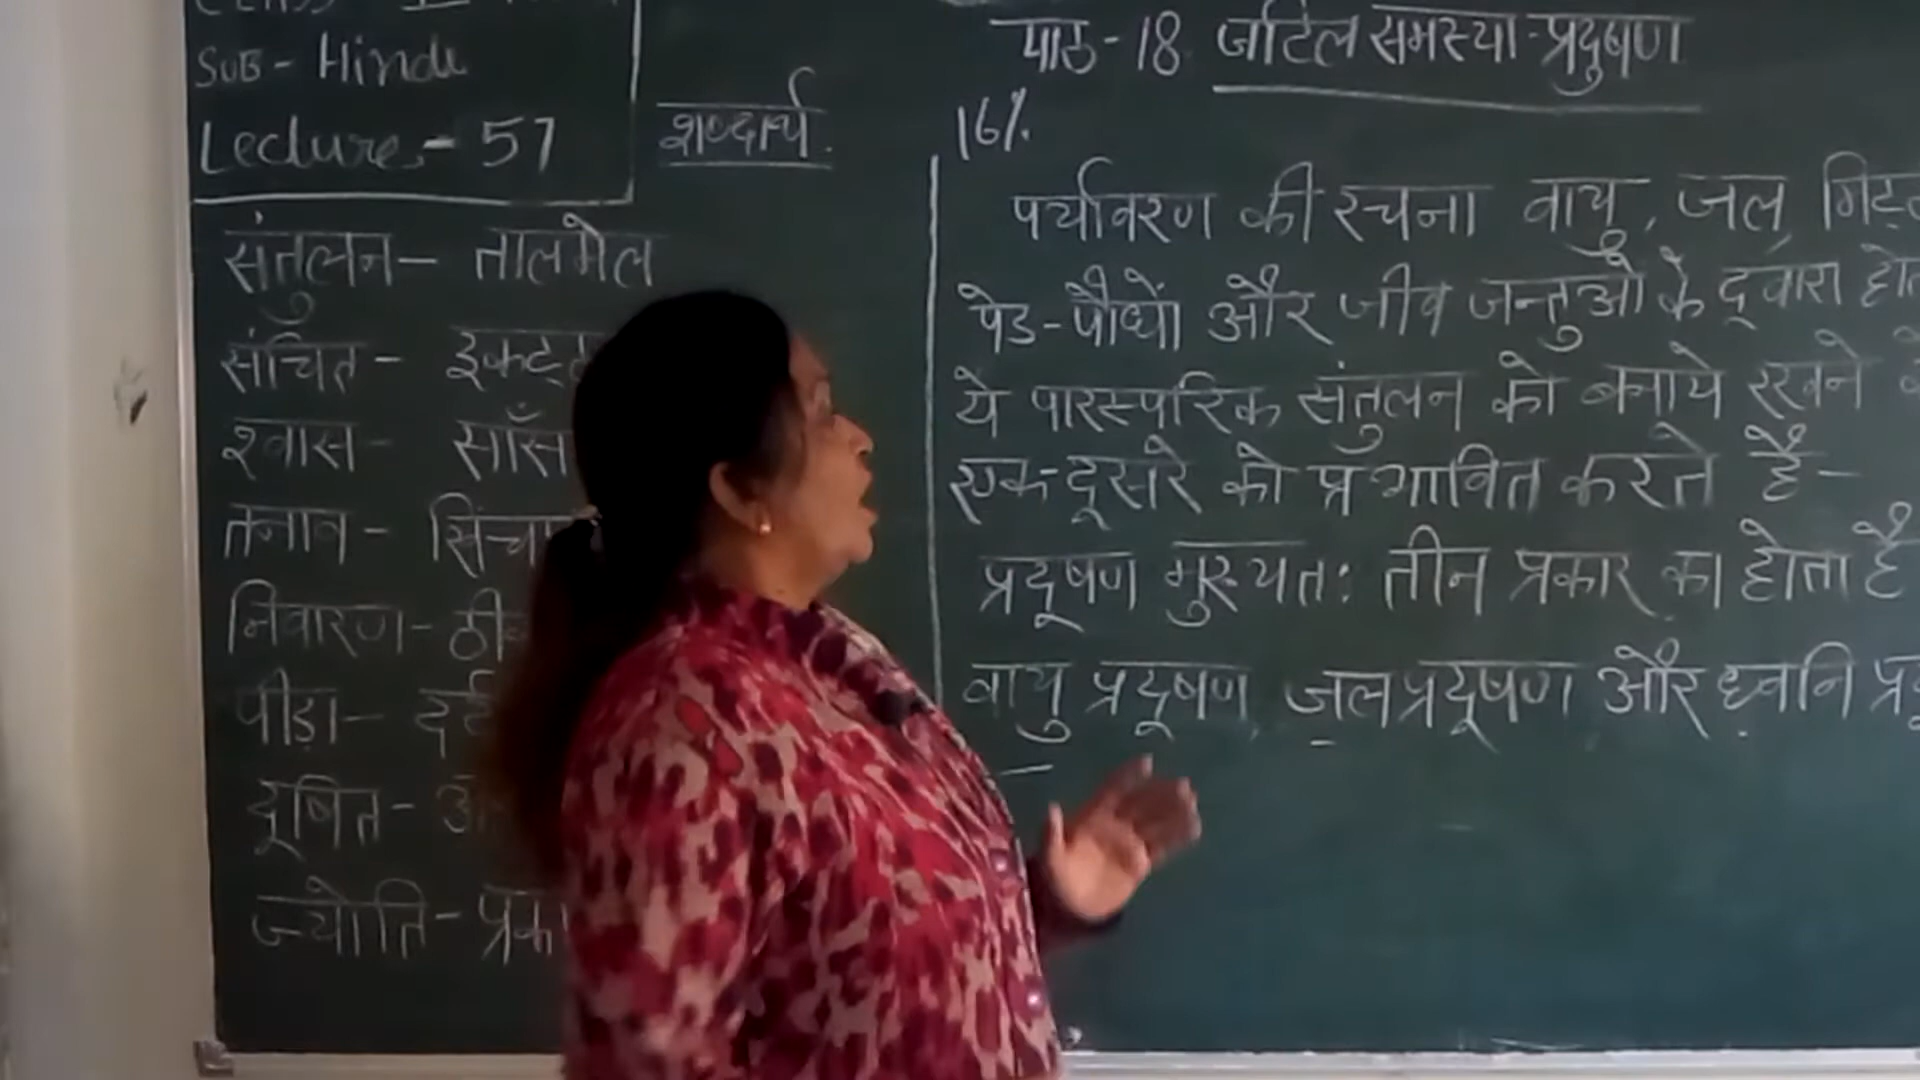 Sub - Hindi
Lecture - 57
शब्दार्थ
संतुलन - तालमेल
संचित -
श्वास - साँस
तनाव -
निवारण -
पीड़ा -
दूषित -
ज्योति -
पाठ - 18 जटिल समस्या - प्रदूषण
16%.
पर्यावरण की रचना वायु, जल,
पेड-पौधों और जीव जन्तुओं के द्वारा
ये पारस्परिक संतुलन को बनाये रखने
एक-दूसरे को प्रभावित करते हैं -
प्रदूषण मुख्यत: तीन प्रकार का होता है
वायु प्रदूषण, जल प्रदूषण और ध्वनि